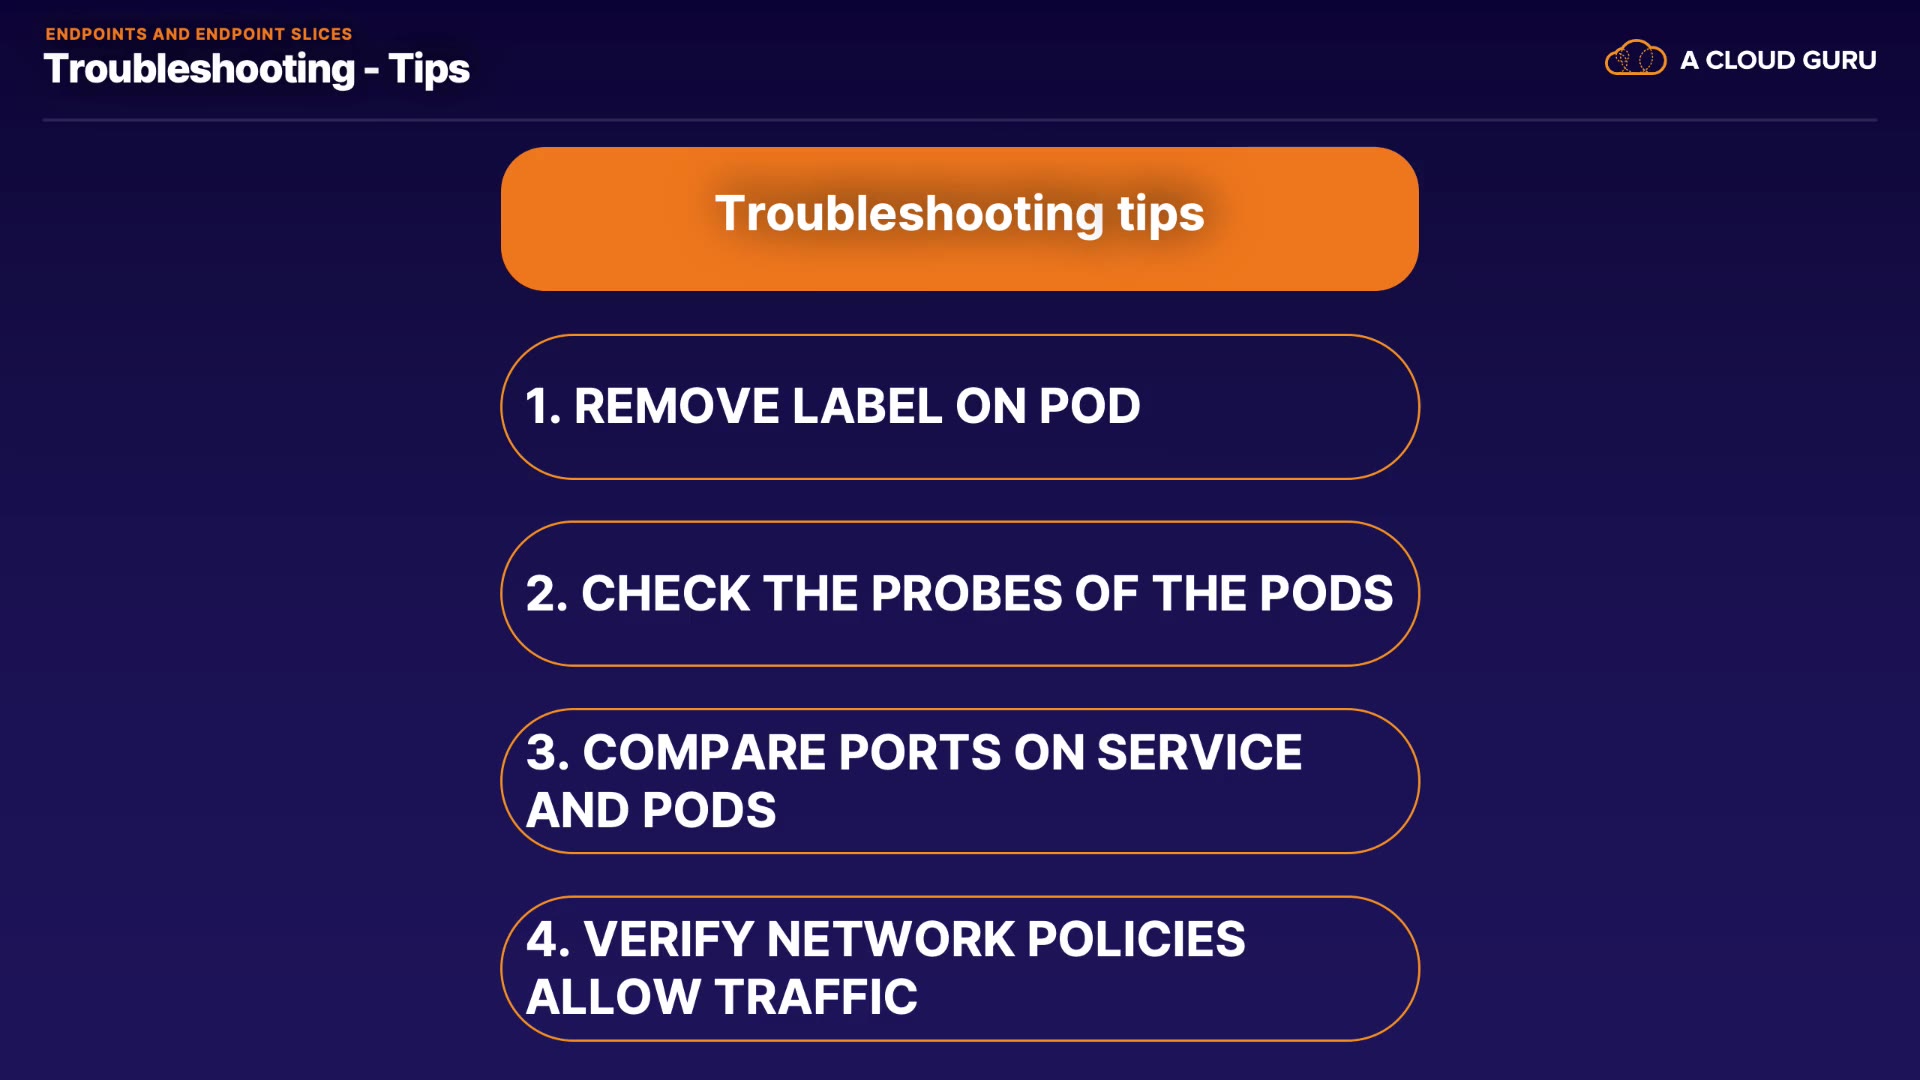 ENDPOINTS AND ENDPOINT SLICES
Troubleshooting - Tips
A CLOUD GURU
Troubleshooting tips
1. REMOVE LABEL ON POD
2. CHECK THE PROBES OF THE PODS
3. COMPARE PORTS ON SERVICE
AND PODS
4. VERIFY NETWORK POLICIES
ALLOW TRAFFIC